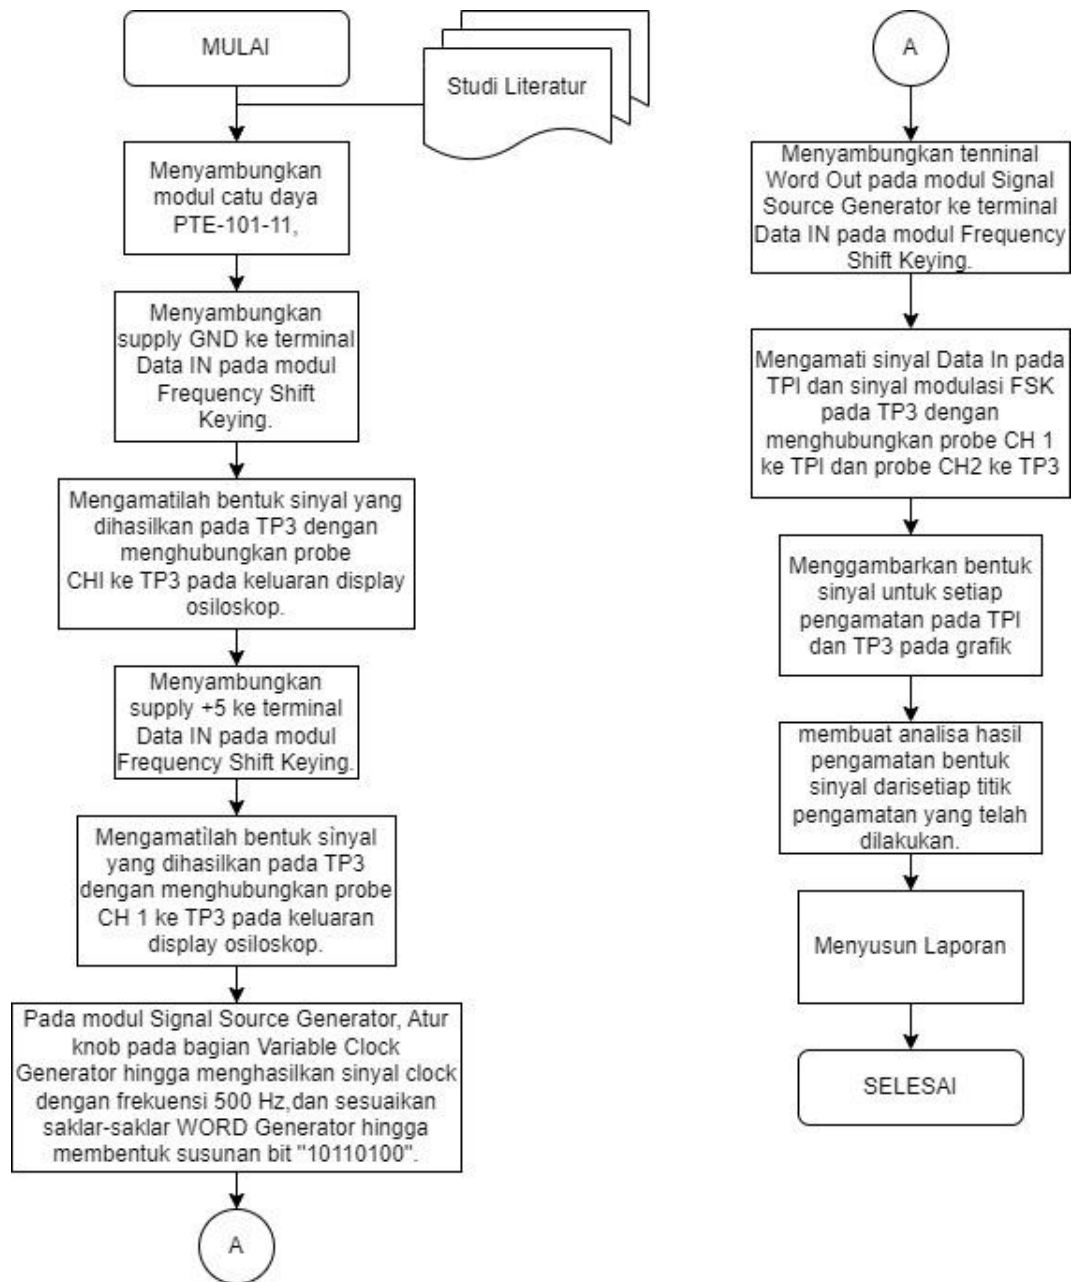 MULAI
Studi Literatur
Menyambungkan
modul catu daya
PTE-101-11,
Menyambungkan
supply GND ke terminal
Data IN pada modul
Frequency Shift
Keying.
Mengamatilah bentuk sinyal yang
dihasilkan pada TP3 dengan
menghubungkan probe
CHI ke TP3 pada keluaran display
osiloskop.
Menyambungkan
supply +5 ke terminal
Data IN pada modul
Frequency Shift Keying.
Mengamatìlah bentuk sìnyal
yang dihasilkan pada TP3
dengan menghubungkan probe
CH 1 ke TP3 pada keluaran
display osiloskop.
Pada modul Signal Source Generator, Atur
knob pada bagian Variable Clock
Generator hingga menghasilkan sinyal clock
dengan frekuensi 500 Hz,dan sesuaikan
saklar-saklar WORD Generator hingga
membentuk susunan bit "10110100".
A
A
Menyambungkan tenninal
Word Out pada modul Signal
Source Generator ke terminal
Data IN pada modul Frequency
Shift Keying.
Mengamati sinyal Data In pada
TPI dan sinyal modulasi FSK
pada TP3 dengan
menghubungkan probe CH 1
ke TPI dan probe CH2 ke TP3
Menggambarkan bentuk
sinyal untuk setiap
pengamatan pada TPI
dan TP3 pada grafik
membuat analisa hasil
pengamatan bentuk
sinyal darisetiap titik
pengamatan yang telah
dilakukan.
Menyusun Laporan
SELESAI